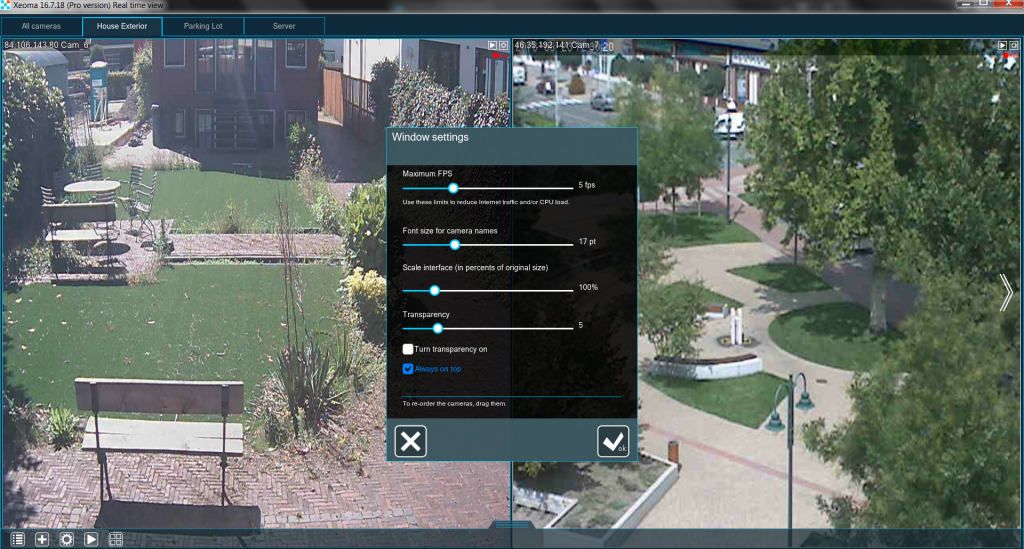 Xeoma 16.7.18 (Pro version) Real time view
All cameras
House Exterior
Parking Lot
Server
84.106.143.80 Cam_6
46.35.192.141 Cam_7
Window settings
Maximum FPS
5 fps
Use these limits to reduce Internet traffic and/or CPU load.
Font size for camera names
17 pt
Scale interface (in percents of original size)
100%
Transparency
5
Turn transparency on
Always on top
To re-order the cameras, drag them.
ok